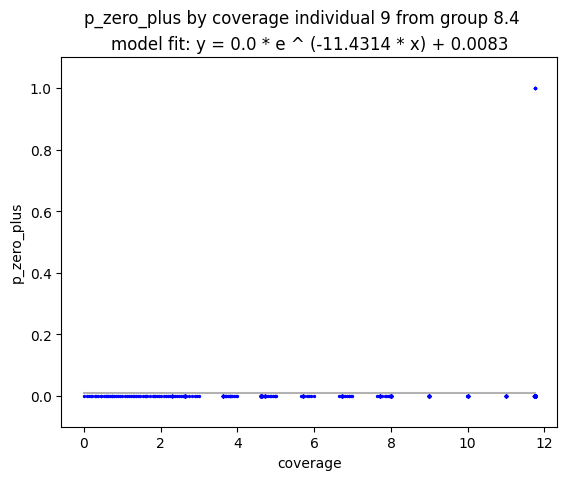 p_zero_plus by coverage individual 9 from group 8.4
model fit: y = 0.0 * e ^ (-11.4314 * x) + 0.0083
1.0
0.8
0.6
0.4
0.2
0.0
p_zero_plus
0 2 4 6 8 10 12
coverage